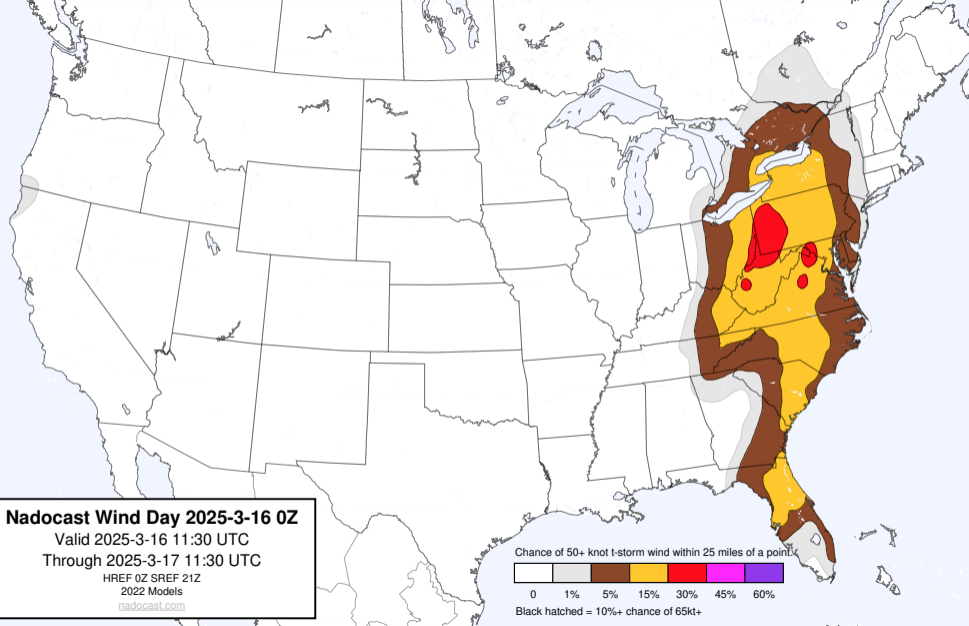 Nadocast Wind Day 2025-3-16 0Z
Valid 2025-3-16 11:30 UTC
Through 2025-3-17 11:30 UTC
HREF 0Z SREF 21Z
2022 Models
nadocast.com
Chance of 50+ knot t-storm wind within 25 miles of a point.
0 1% 5% 15% 30% 45% 60%
Black hatched = 10%+ chance of 65kt+